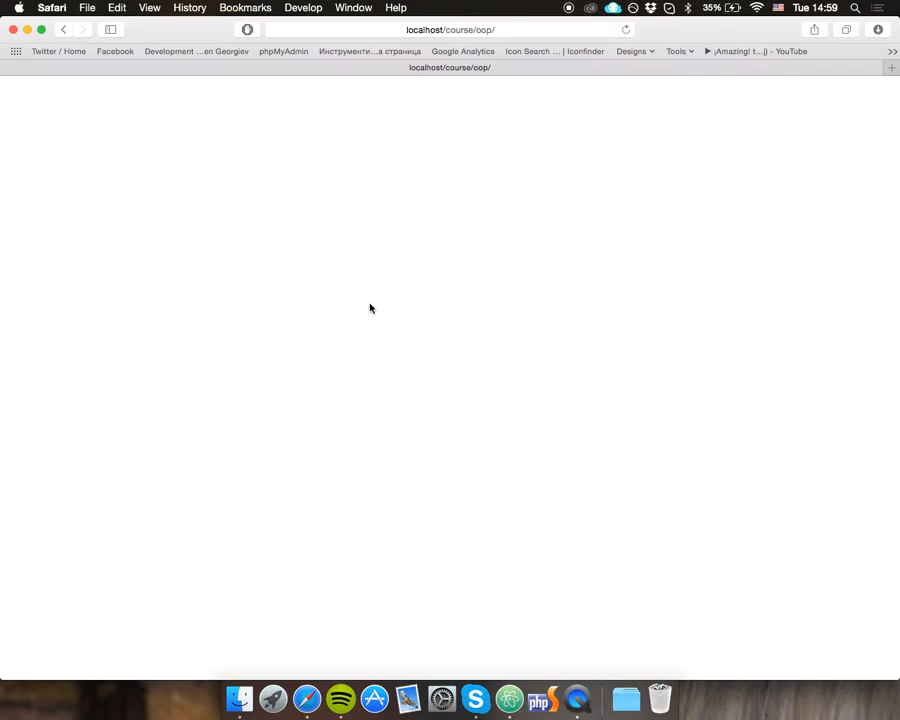 Safari File Edit View History Bookmarks Develop Window Help 35% Tue 14:59
localhost/course/oop/
Twitter / Home Facebook Development ...en Georgiev phpMyAdmin Инструменти...а страница Google Analytics Icon Search ... | Iconfinder Designs Tools ¡Amazing! t...j) - YouTube
localhost/course/oop/
php